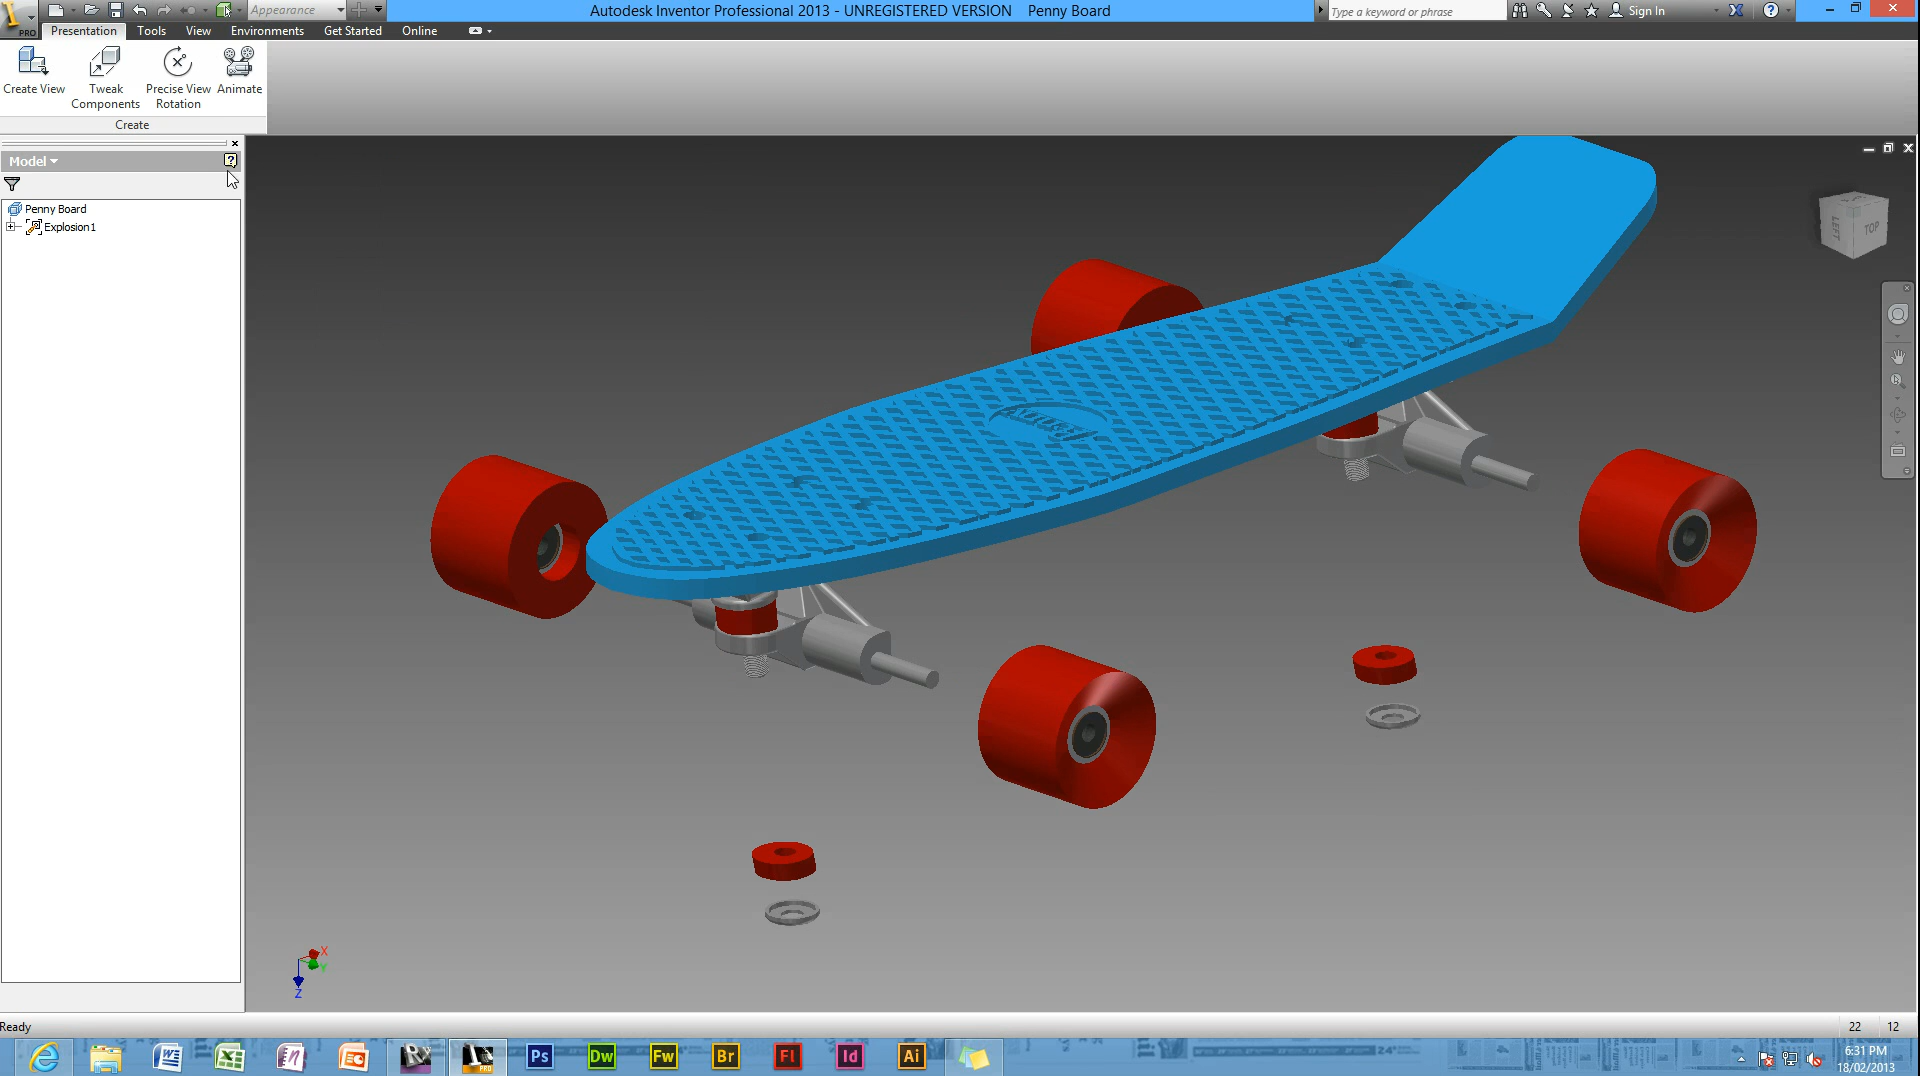 Appearance
Autodesk Inventor Professional 2013 - UNREGISTERED VERSION Penny Board
Type a keyword or phrase
Sign In
PRO
Presentation Tools View Environments Get Started Online
Create View
Tweak Components
Precise View Rotation
Animate
Create
Model
Penny Board
Explosion1
LEFT
TOP
X
Y
Z
Ready
22 12
Ps Dw Fw Br Fl Id Ai
PRO
6:31 PM
18/02/2013